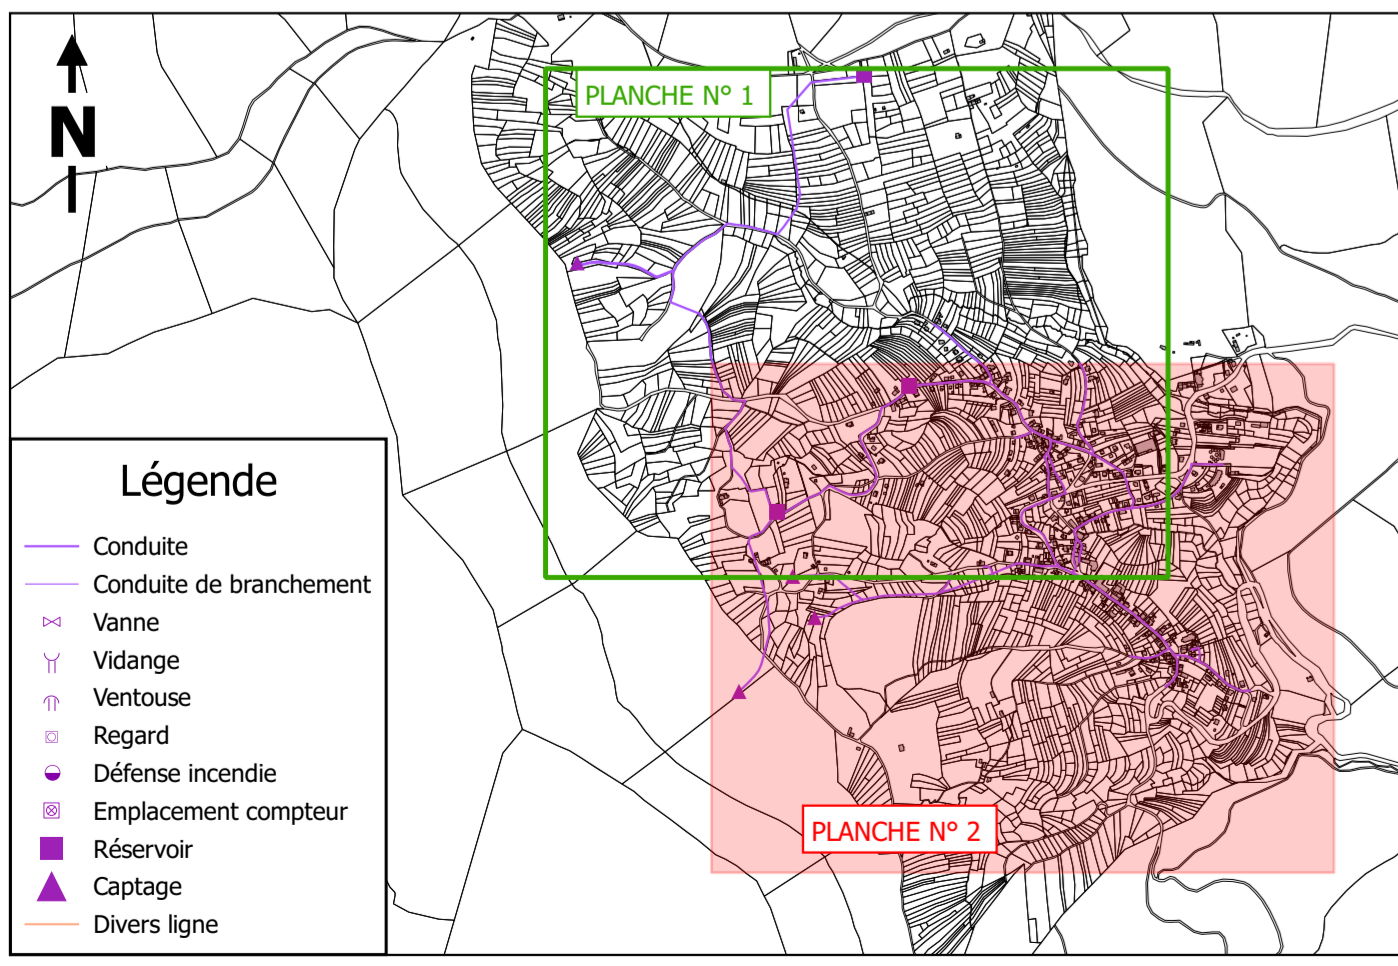 N
PLANCHE N° 1
Légende
Conduite
Conduite de branchement
Vanne
Vidange
Ventouse
Regard
Défense incendie
Emplacement compteur
Réservoir
Captage
Divers ligne
PLANCHE N° 2